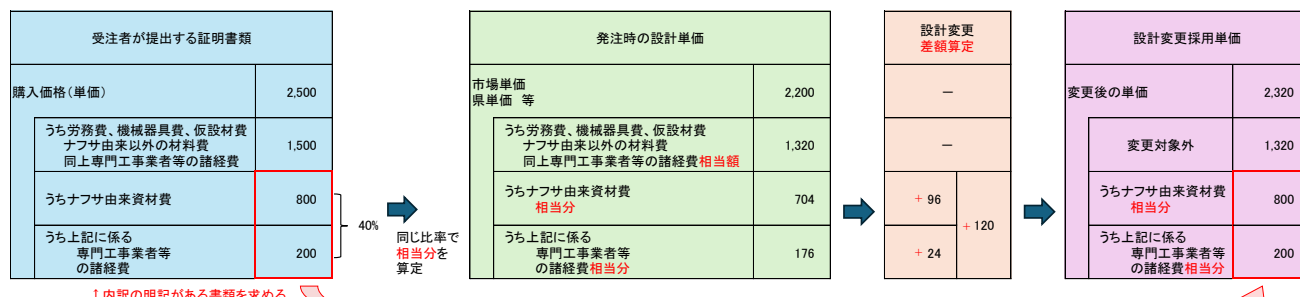 受注者が提出する証明書類
購入価格(単価)
2,500
うち労務費、機械器具費、仮設材費
ナフサ由来以外の材料費
同上専門工事業者等の諸経費
1,500
うちナフサ由来資材費
800
うち上記に係る
専門工事業者等
の諸経費
200
40%
↑内訳の明記がある書類を求める
同じ比率で
相当分を
算定
発注時の設計単価
市場単価
県単価 等
2,200
うち労務費、機械器具費、仮設材費
ナフサ由来以外の材料費
同上専門工事業者等の諸経費相当額
1,320
うちナフサ由来資材費
相当分
704
うち上記に係る
専門工事業者等
の諸経費相当分
176
設計変更
差額算定
－
－
+ 96
+ 24
+ 120
設計変更採用単価
変更後の単価
2,320
変更対象外
1,320
うちナフサ由来資材費
相当分
800
うち上記に係る
専門工事業者等
の諸経費相当分
200